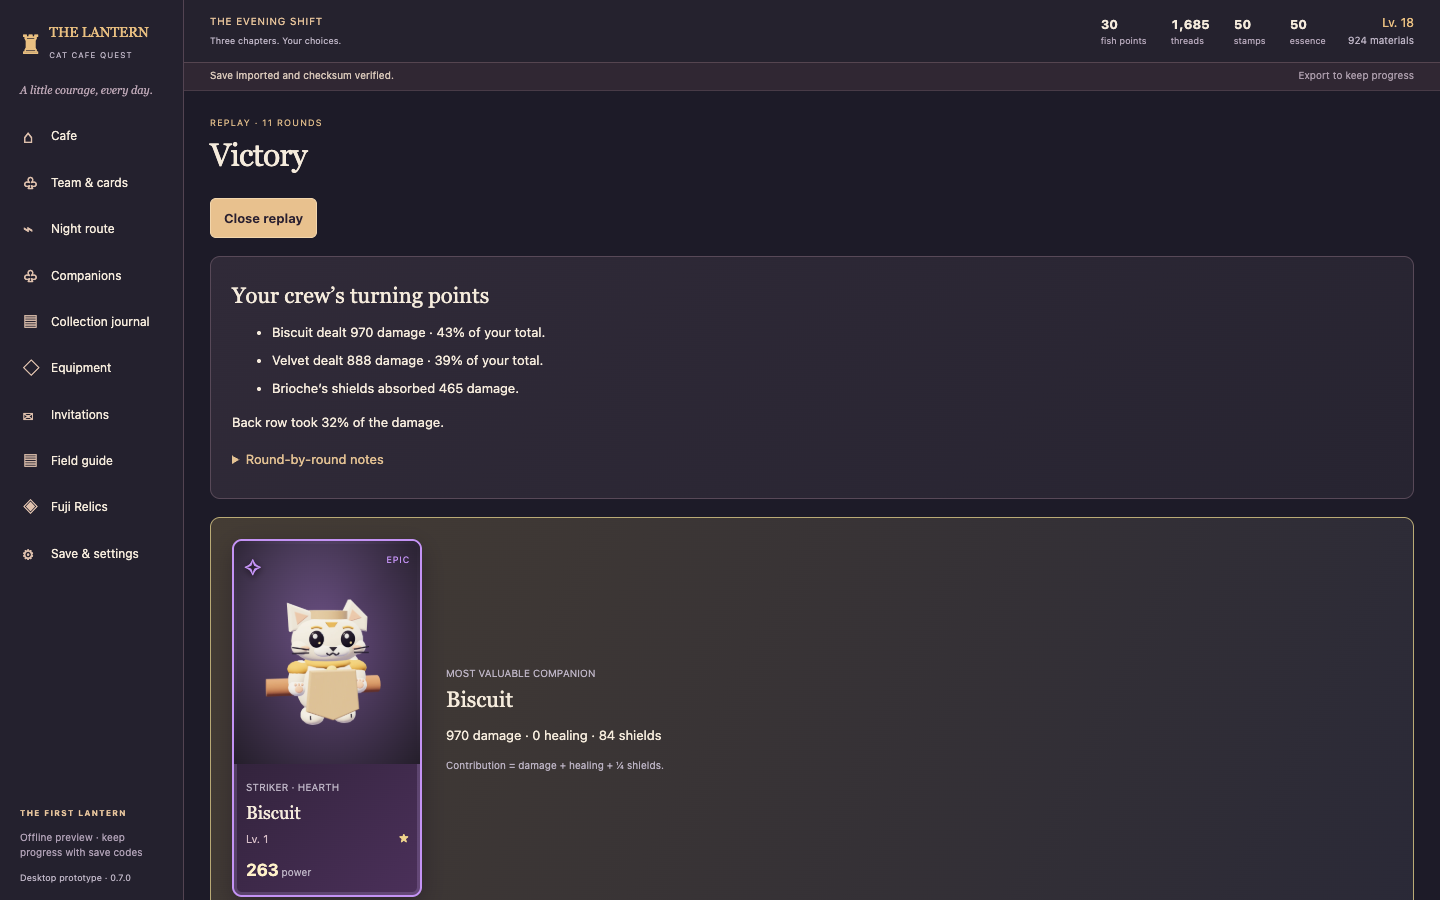 THE LANTERN
CAT CAFE QUEST
A little courage, every day.
Cafe
Team & cards
Night route
Companions
Collection journal
Equipment
Invitations
Field guide
Fuji Relics
Save & settings
THE FIRST LANTERN
Offline preview · keep
progress with save codes
Desktop prototype · 0.7.0
THE EVENING SHIFT
Three chapters. Your choices.
30
fish points
1,685
threads
50
stamps
50
essence
Lv. 18
924 materials
Save imported and checksum verified.
Export to keep progress
REPLAY · 11 ROUNDS
Victory
Close replay
Your crew’s turning points
• Biscuit dealt 970 damage · 43% of your total.
• Velvet dealt 888 damage · 39% of your total.
• Brioche’s shields absorbed 465 damage.
Back row took 32% of the damage.
Round-by-round notes
EPIC
STRIKER · HEARTH
Biscuit
Lv. 1
263 power
MOST VALUABLE COMPANION
Biscuit
970 damage · 0 healing · 84 shields
Contribution = damage + healing + ¼ shields.